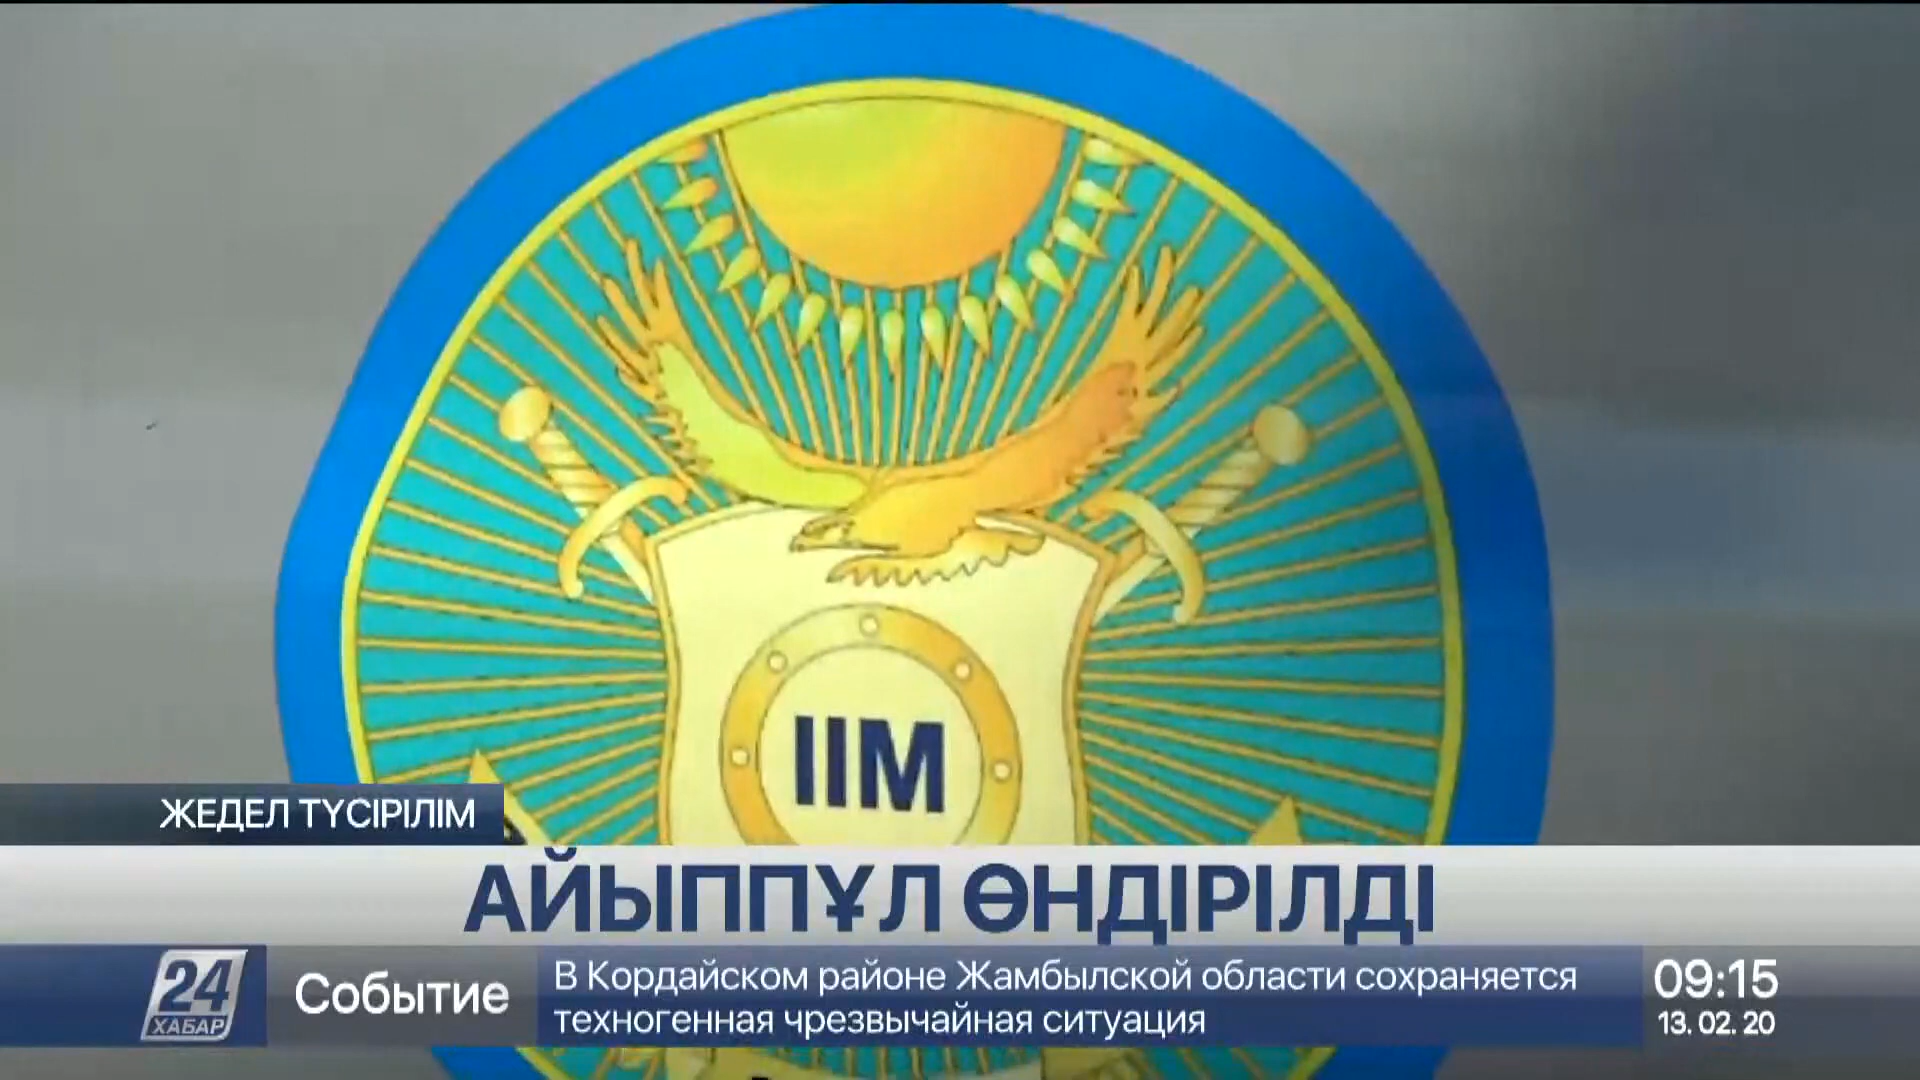 ІІМ
ЖЕДЕЛ ТҮСІРІЛІМ
АЙЫППҰЛ ӨНДІРІЛДІ
24
ХАБАР
Событие
В Кордайском районе Жамбылской области сохраняется
техногенная чрезвычайная ситуация
09:15
13. 02. 20